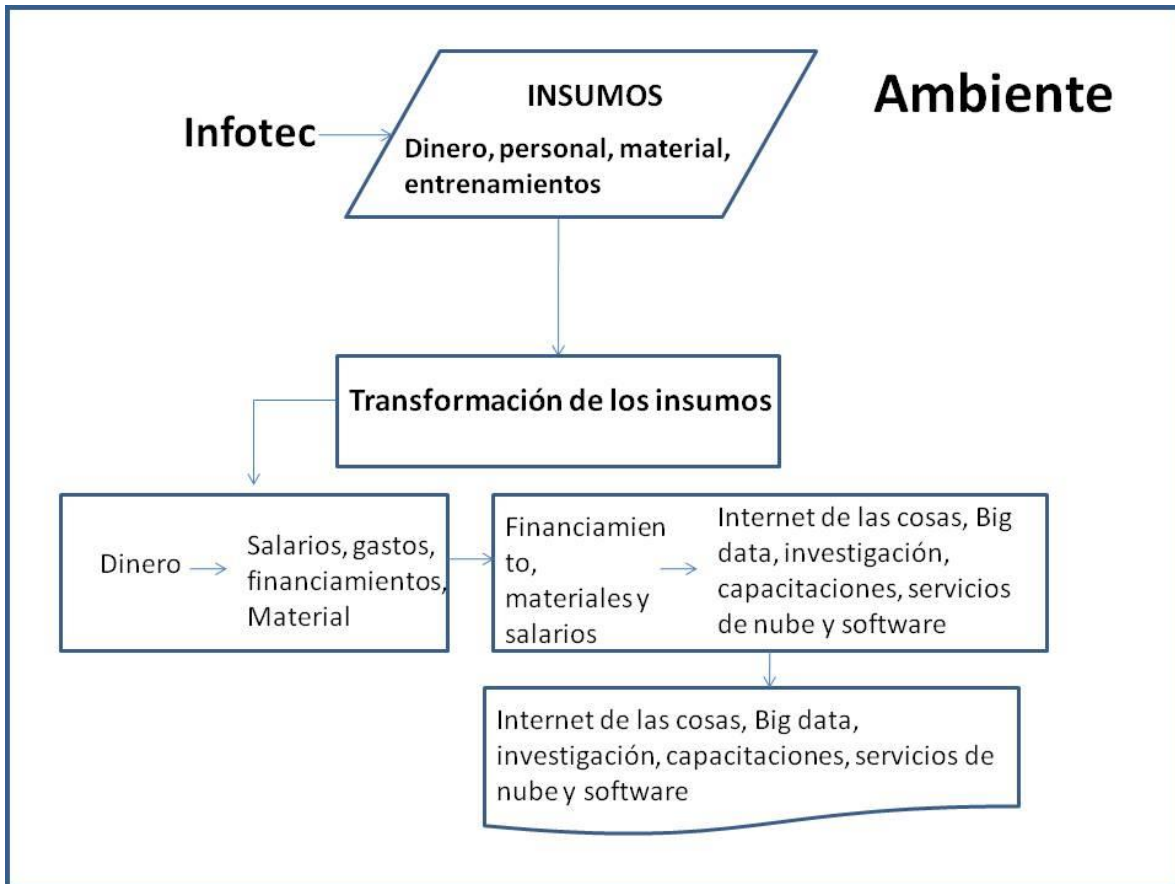 Ambiente
Infotec
INSUMOS
Dinero, personal, material,
entrenamientos
Transformación de los insumos
Dinero
Salarios, gastos,
financiamientos,
Material
Financiamien
to,
materiales y
salarios
Internet de las cosas, Big
data, investigación,
capacitaciones, servicios
de nube y software
Internet de las cosas, Big data,
investigación, capacitaciones, servicios de
nube y software